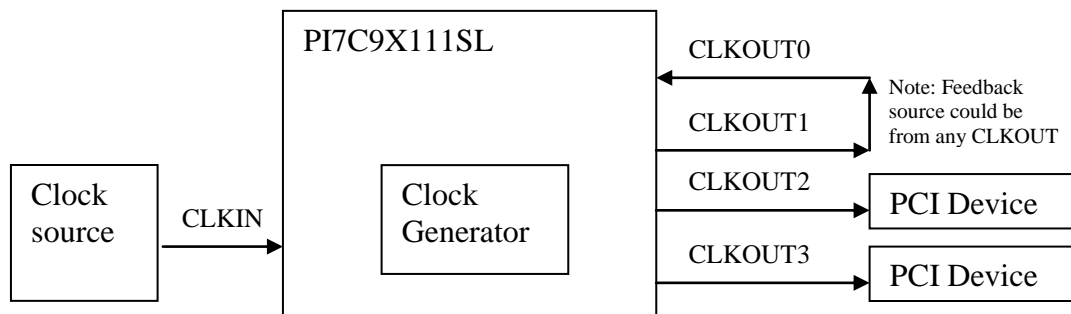 PI7C9X111SL
CLKOUT0
Note: Feedback
source could be
from any CLKOUT
CLKOUT1
Clock
source
CLKIN
Clock
Generator
CLKOUT2
PCI Device
CLKOUT3
PCI Device